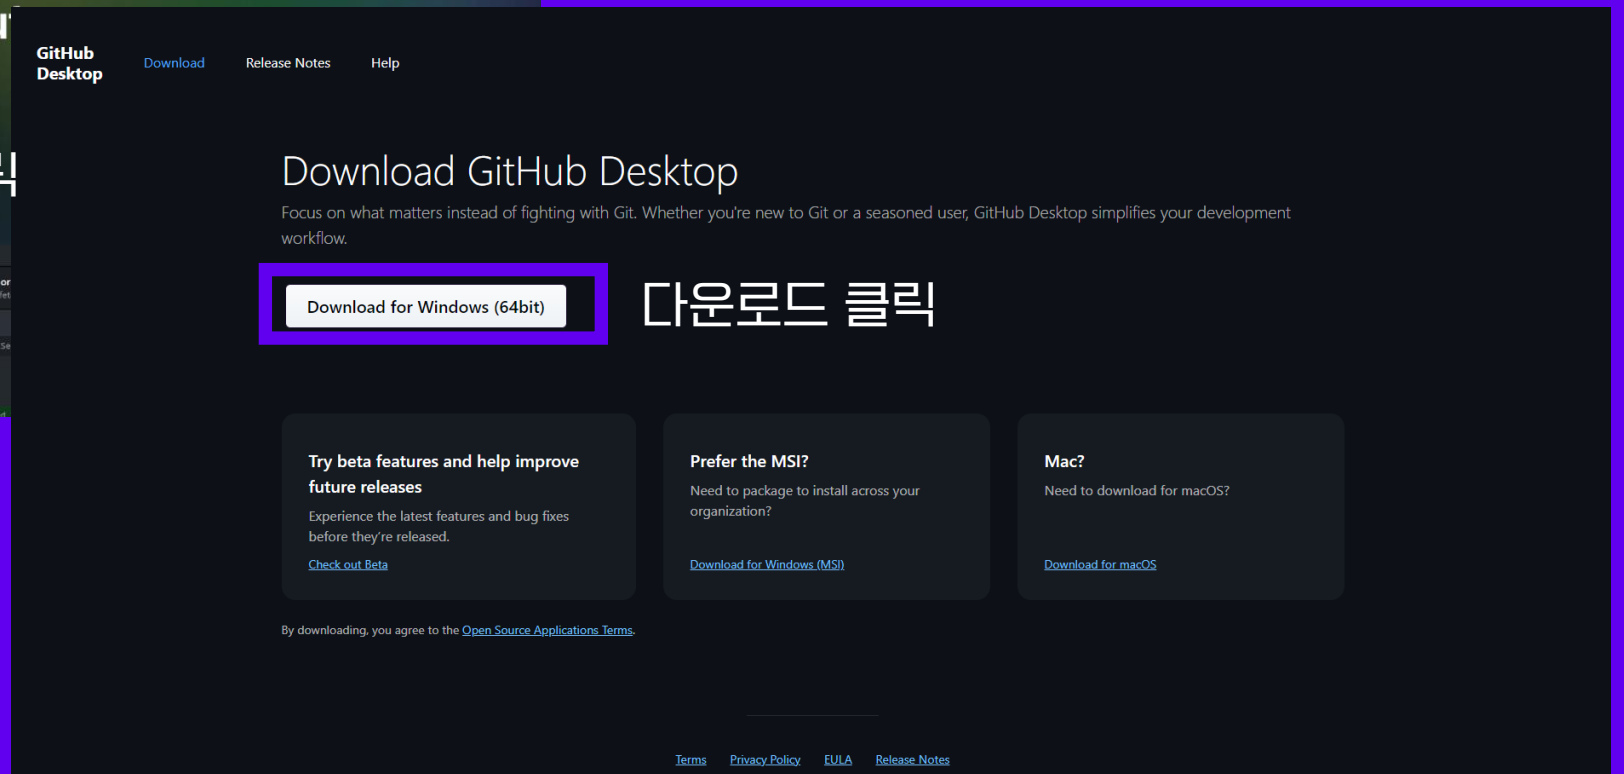 GitHub
Desktop
Download
Release Notes
Help
Download GitHub Desktop
Focus on what matters instead of fighting with Git. Whether you're new to Git or a seasoned user, GitHub Desktop simplifies your development
workflow.
Download for Windows (64bit)
다운로드 클릭
Try beta features and help improve
future releases
Experience the latest features and bug fixes
before they’re released.
Check out Beta
Prefer the MSI?
Need to package to install across your
organization?
Download for Windows (MSI)
Mac?
Need to download for macOS?
Download for macOS
By downloading, you agree to the Open Source Applications Terms.
Terms
Privacy Policy
EULA
Release Notes